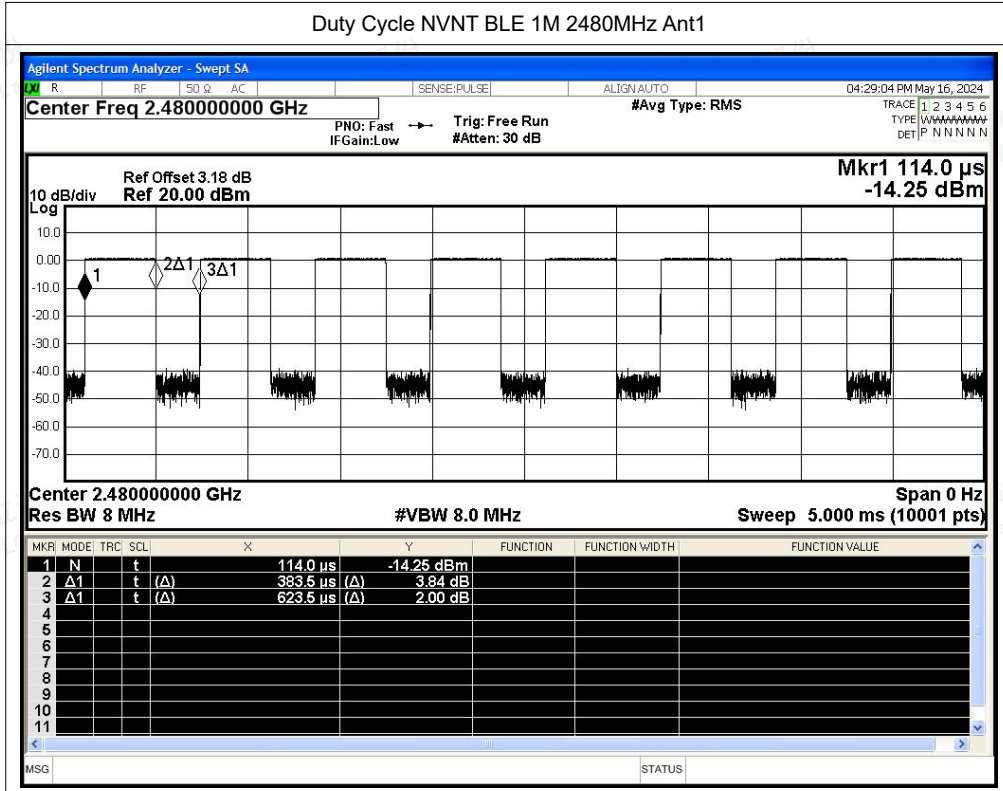 Duty Cycle NVNT BLE 1M 2480MHz Ant1
Agilent Spectrum Analyzer - Swept SA
LXI R RF 50 Ω AC SENSE:PULSE ALIGN AUTO 04:29:04 PM May 16, 2024
Center Freq 2.480000000 GHz #Avg Type: RMS TRACE 1 2 3 4 5 6
PNO: Fast Trig: Free Run TYPE WWWWWW
IFGain:Low #Atten: 30 dB DET P N N N N N
Mkr1 114.0 µs
Ref Offset 3.18 dB
10 dB/div Ref 20.00 dBm -14.25 dBm
Log
10.0
0.00
1 2Δ1 3Δ1
-10.0
-20.0
-30.0
-40.0
-50.0
-60.0
-70.0
Center 2.480000000 GHz Span 0 Hz
Res BW 8 MHz #VBW 8.0 MHz Sweep 5.000 ms (10001 pts)
MKR MODE TRC SCL X Y FUNCTION FUNCTION WIDTH FUNCTION VALUE
1 N t 114.0 µs -14.25 dBm
2 Δ1 t (Δ) 383.5 µs (Δ) 3.84 dB
3 Δ1 t (Δ) 623.5 µs (Δ) 2.00 dB
4
5
6
7
8
9
10
11
MSG STATUS